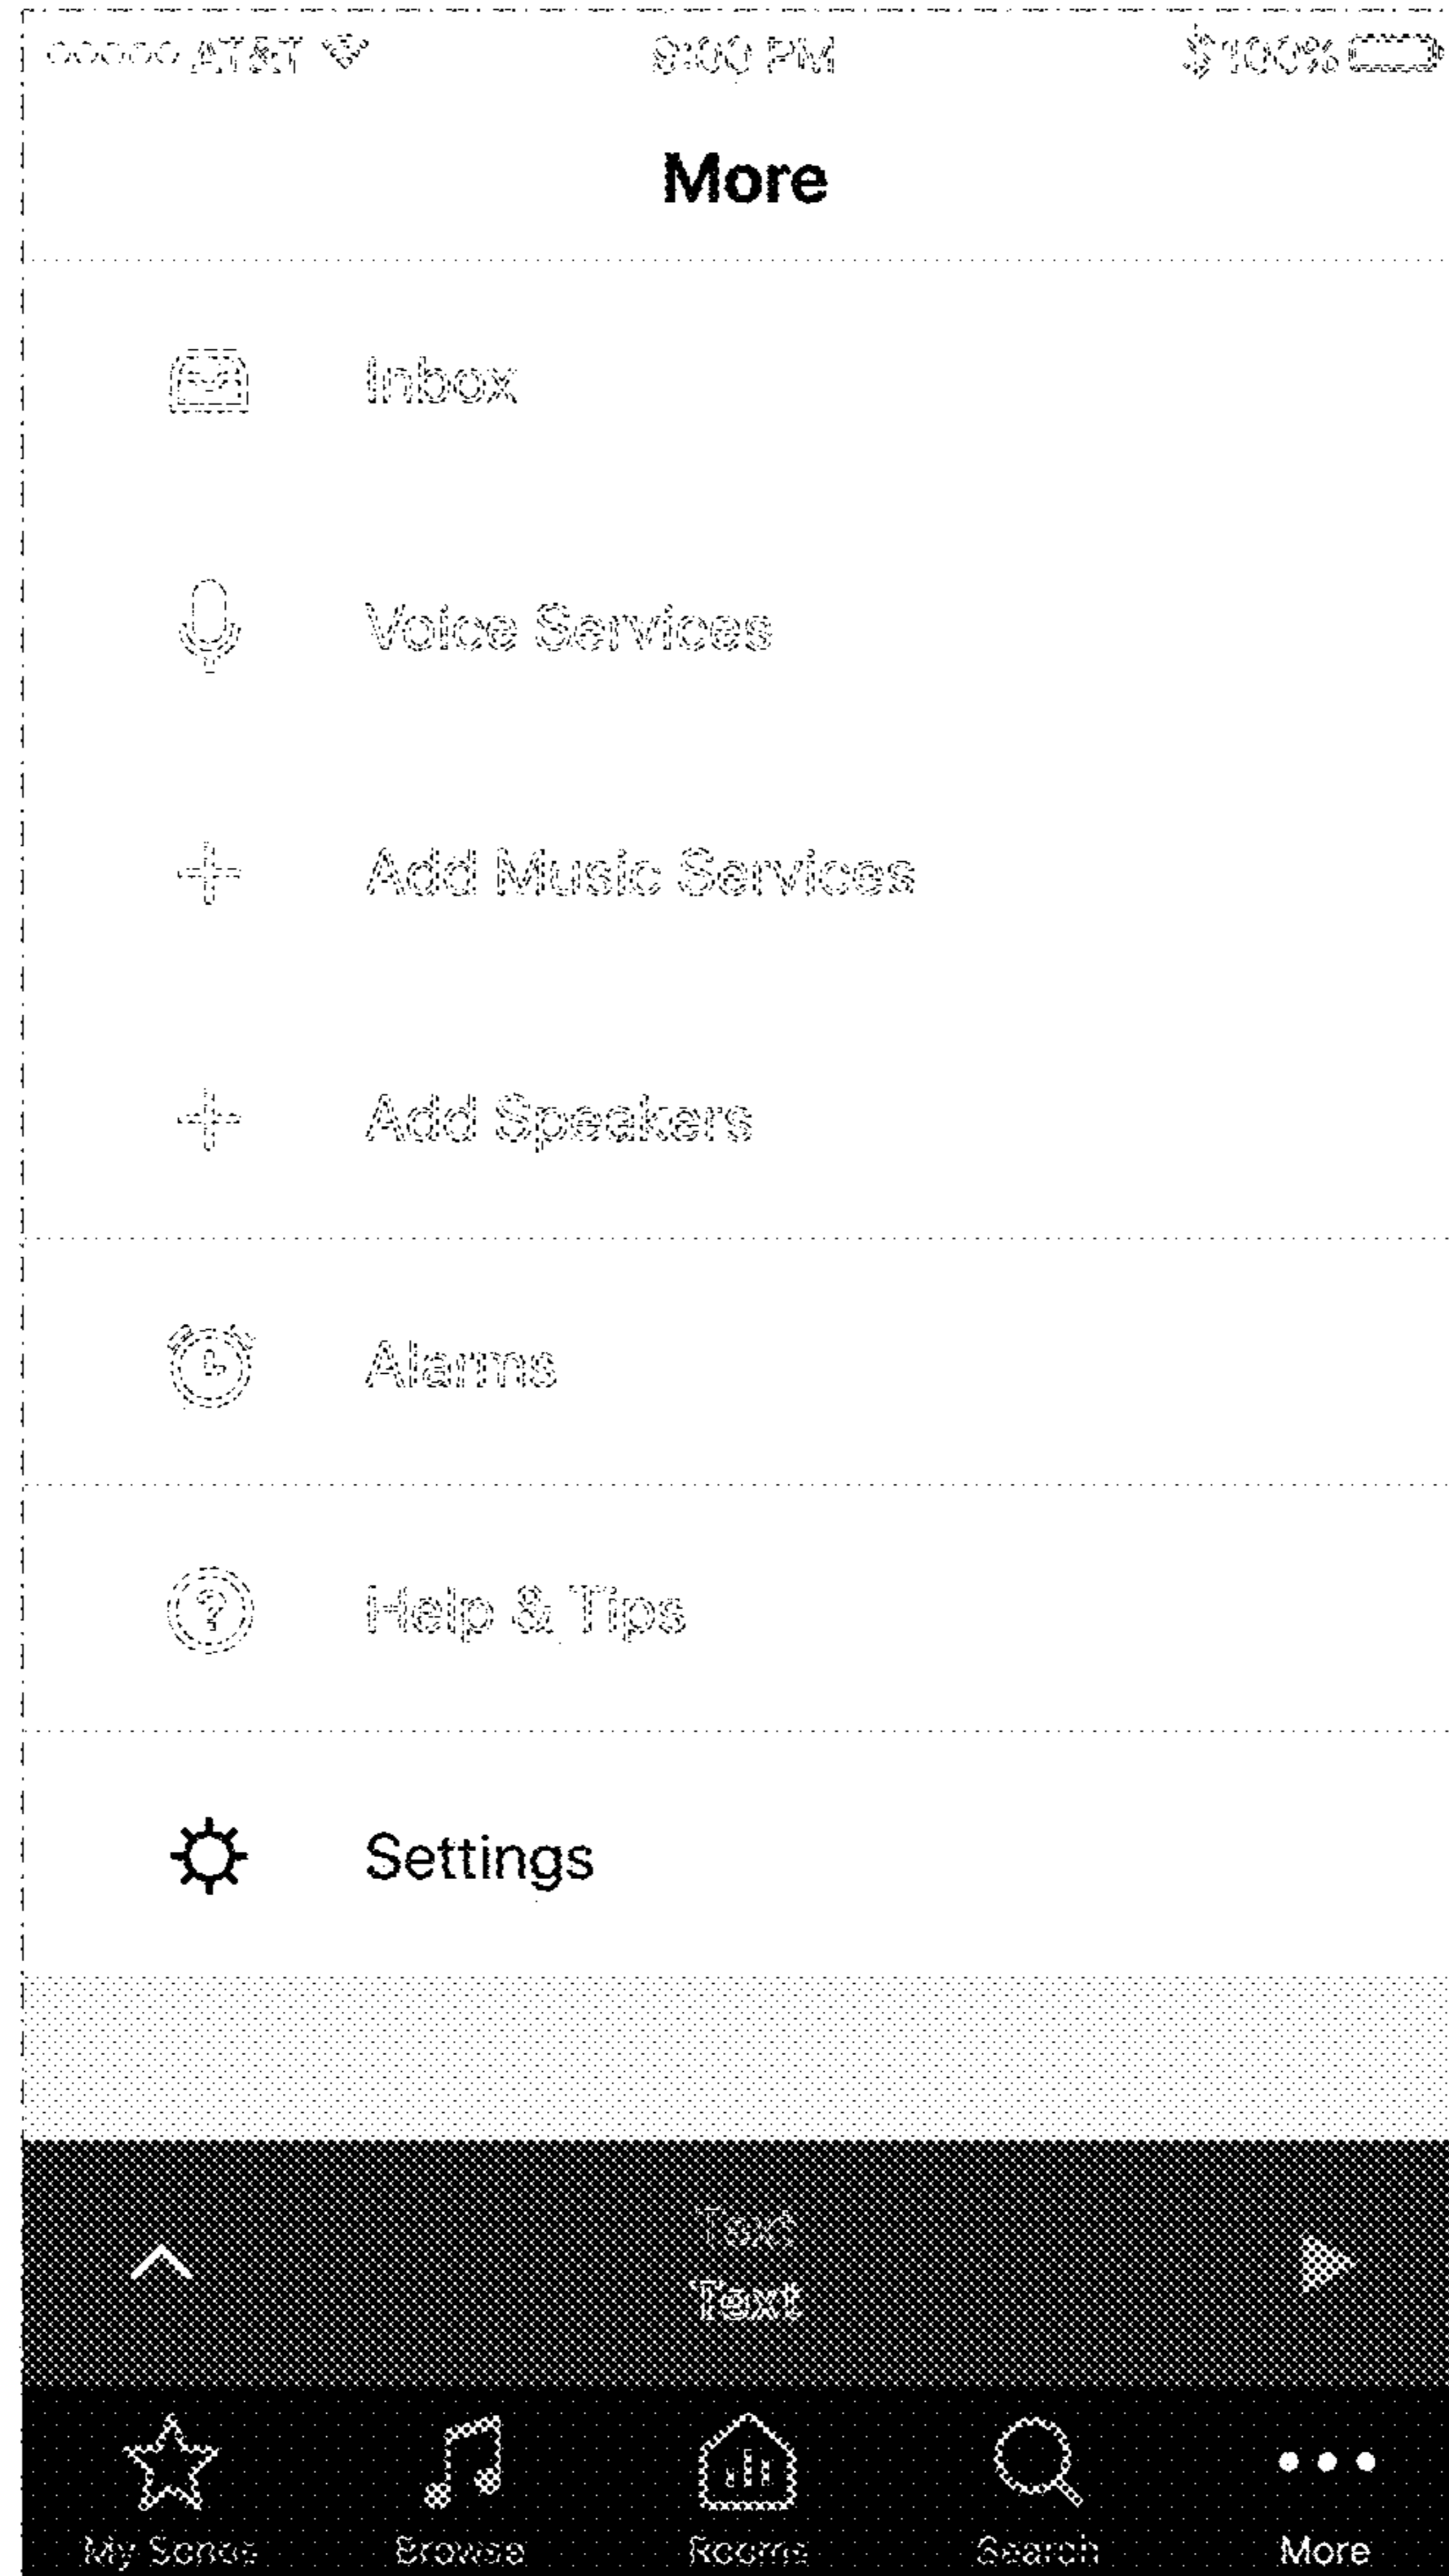 AT&T 9:00 PM 100%
More
Inbox
Voice Services
Add Music Services
Add Speakers
Alarms
Help & Tips
Settings
Text
Text
My Sonos Browse Rooms Search More